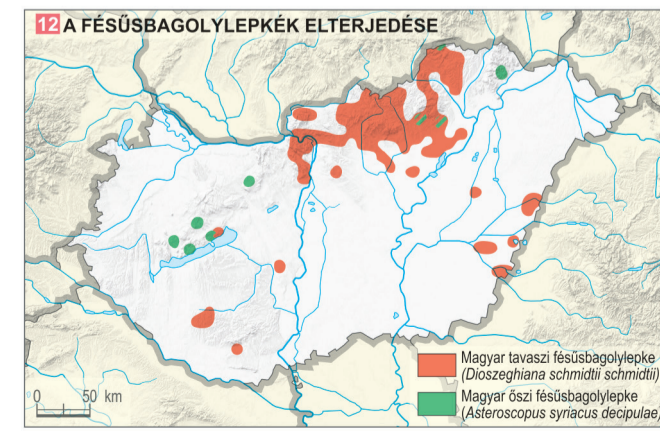 12 A FÉSŰSBAGOLYLEPKÉK ELTERJEDÉSE
Magyar tavaszi fésűsbagolylepke
(Dioszeghiana schmidtii schmidtii)
Magyar őszi fésűsbagolylepke
(Asteroscopus syriacus decipulae)
0 50 km